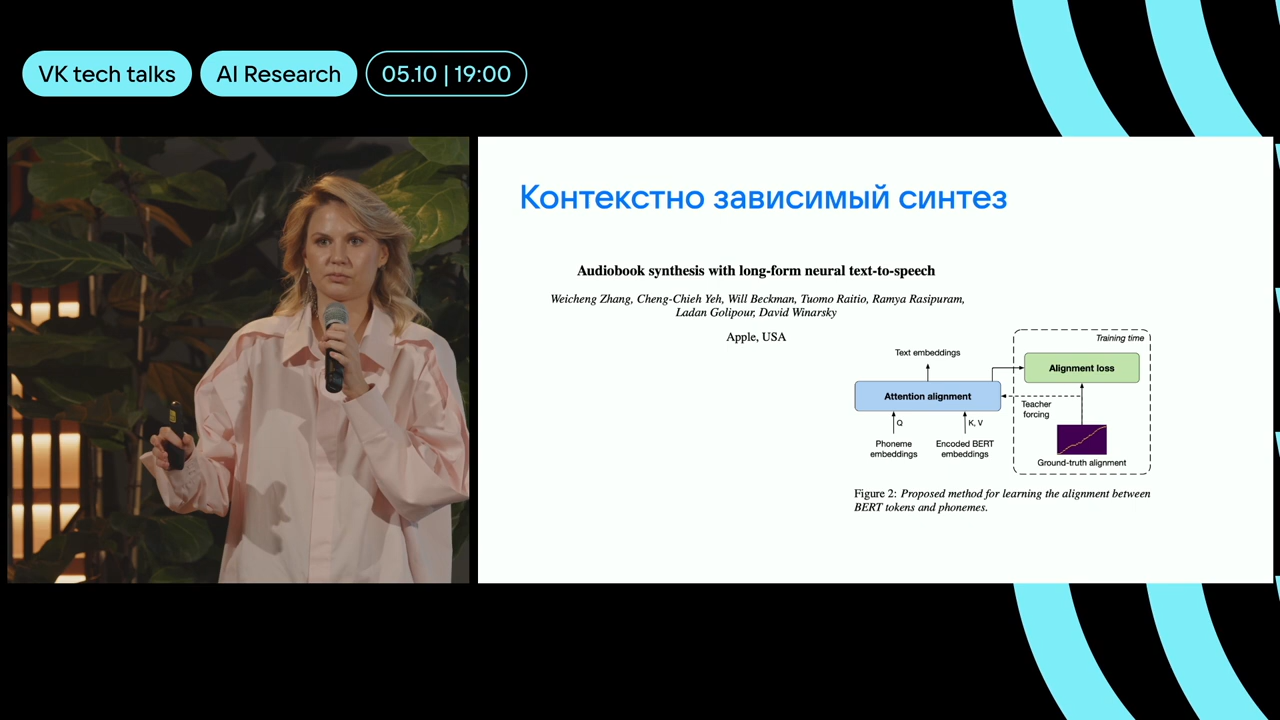 VK tech talks
AI Research
05.10 | 19:00
Контекстно зависимый синтез
Audiobook synthesis with long-form neural text-to-speech
Weicheng Zhang, Cheng-Chieh Yeh, Will Beckman, Tuomo Raitio, Ramya Rasipuram,
Ladan Golipour, David Winarsky
Apple, USA
Training time
Text embeddings
Alignment loss
Attention alignment
Teacher
forcing
Q
K, V
Phoneme
embeddings
Encoded BERT
embeddings
Ground-truth alignment
Figure 2: Proposed method for learning the alignment between
BERT tokens and phonemes.